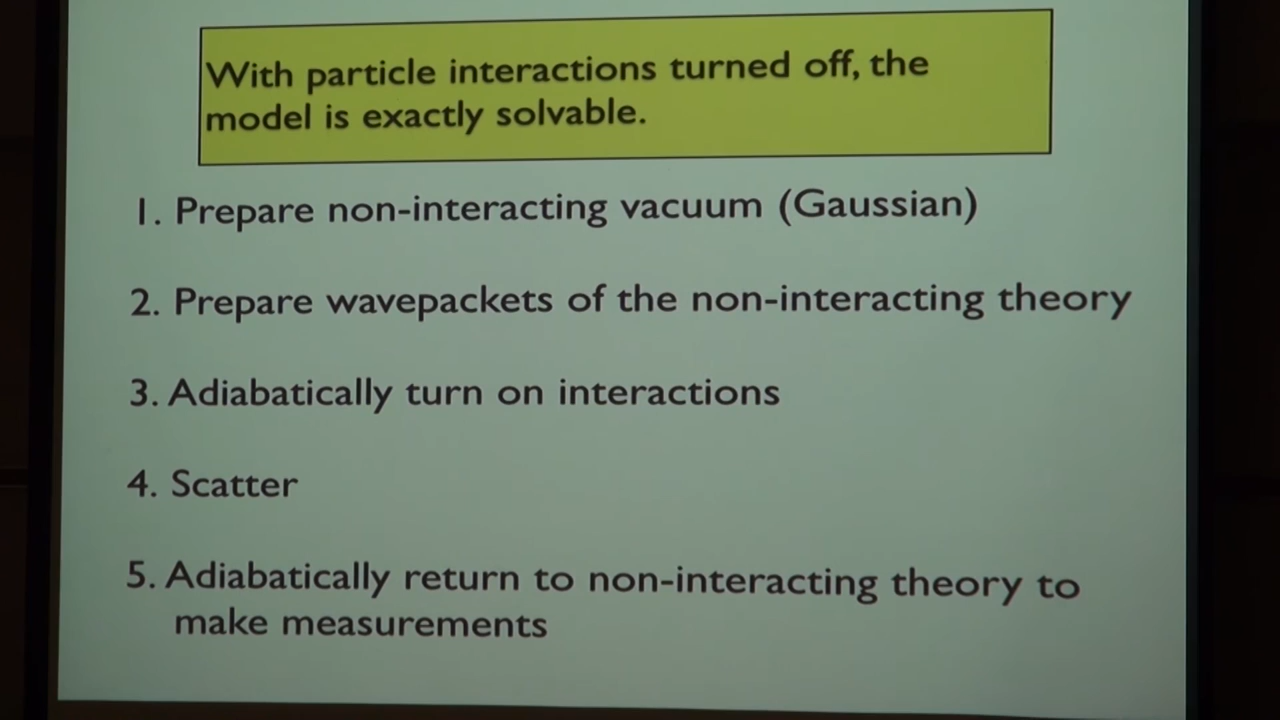 With particle interactions turned off, the
model is exactly solvable.
1. Prepare non-interacting vacuum (Gaussian)
2. Prepare wavepackets of the non-interacting theory
3. Adiabatically turn on interactions
4. Scatter
5. Adiabatically return to non-interacting theory to
make measurements